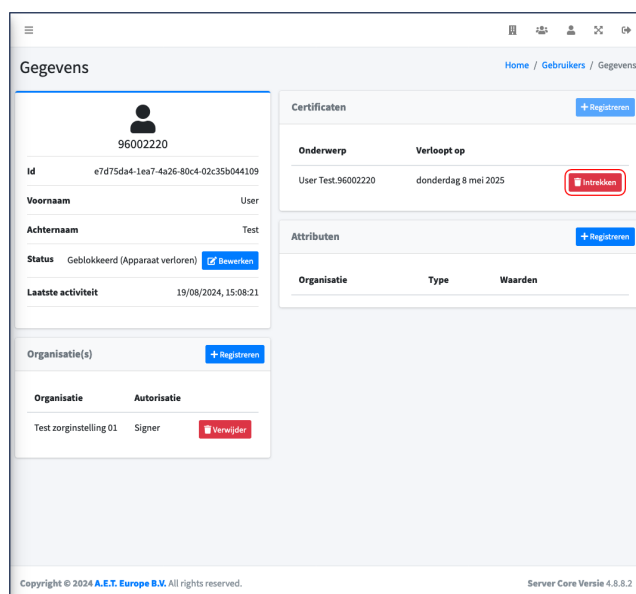 Gegevens
Home / Gebruikers / Gegevens
96002220
Id e7d75da4-1ea7-4a26-80c4-02c35b044109
Voornaam User
Achternaam Test
Status Geblokkeerd (Apparaat verloren) Bewerken
Laatste activiteit 19/08/2024, 15:08:21
Organisatie(s) + Registreren
Organisatie Autorisatie
Test zorginstelling 01 Signer Verwijder
Certificaten + Registreren
Onderwerp Verloopt op
User Test.96002220 donderdag 8 mei 2025 Intrekken
Attributen + Registreren
Organisatie Type Waarden
Copyright © 2024 A.E.T. Europe B.V. All rights reserved.
Server Core Versie 4.8.8.2